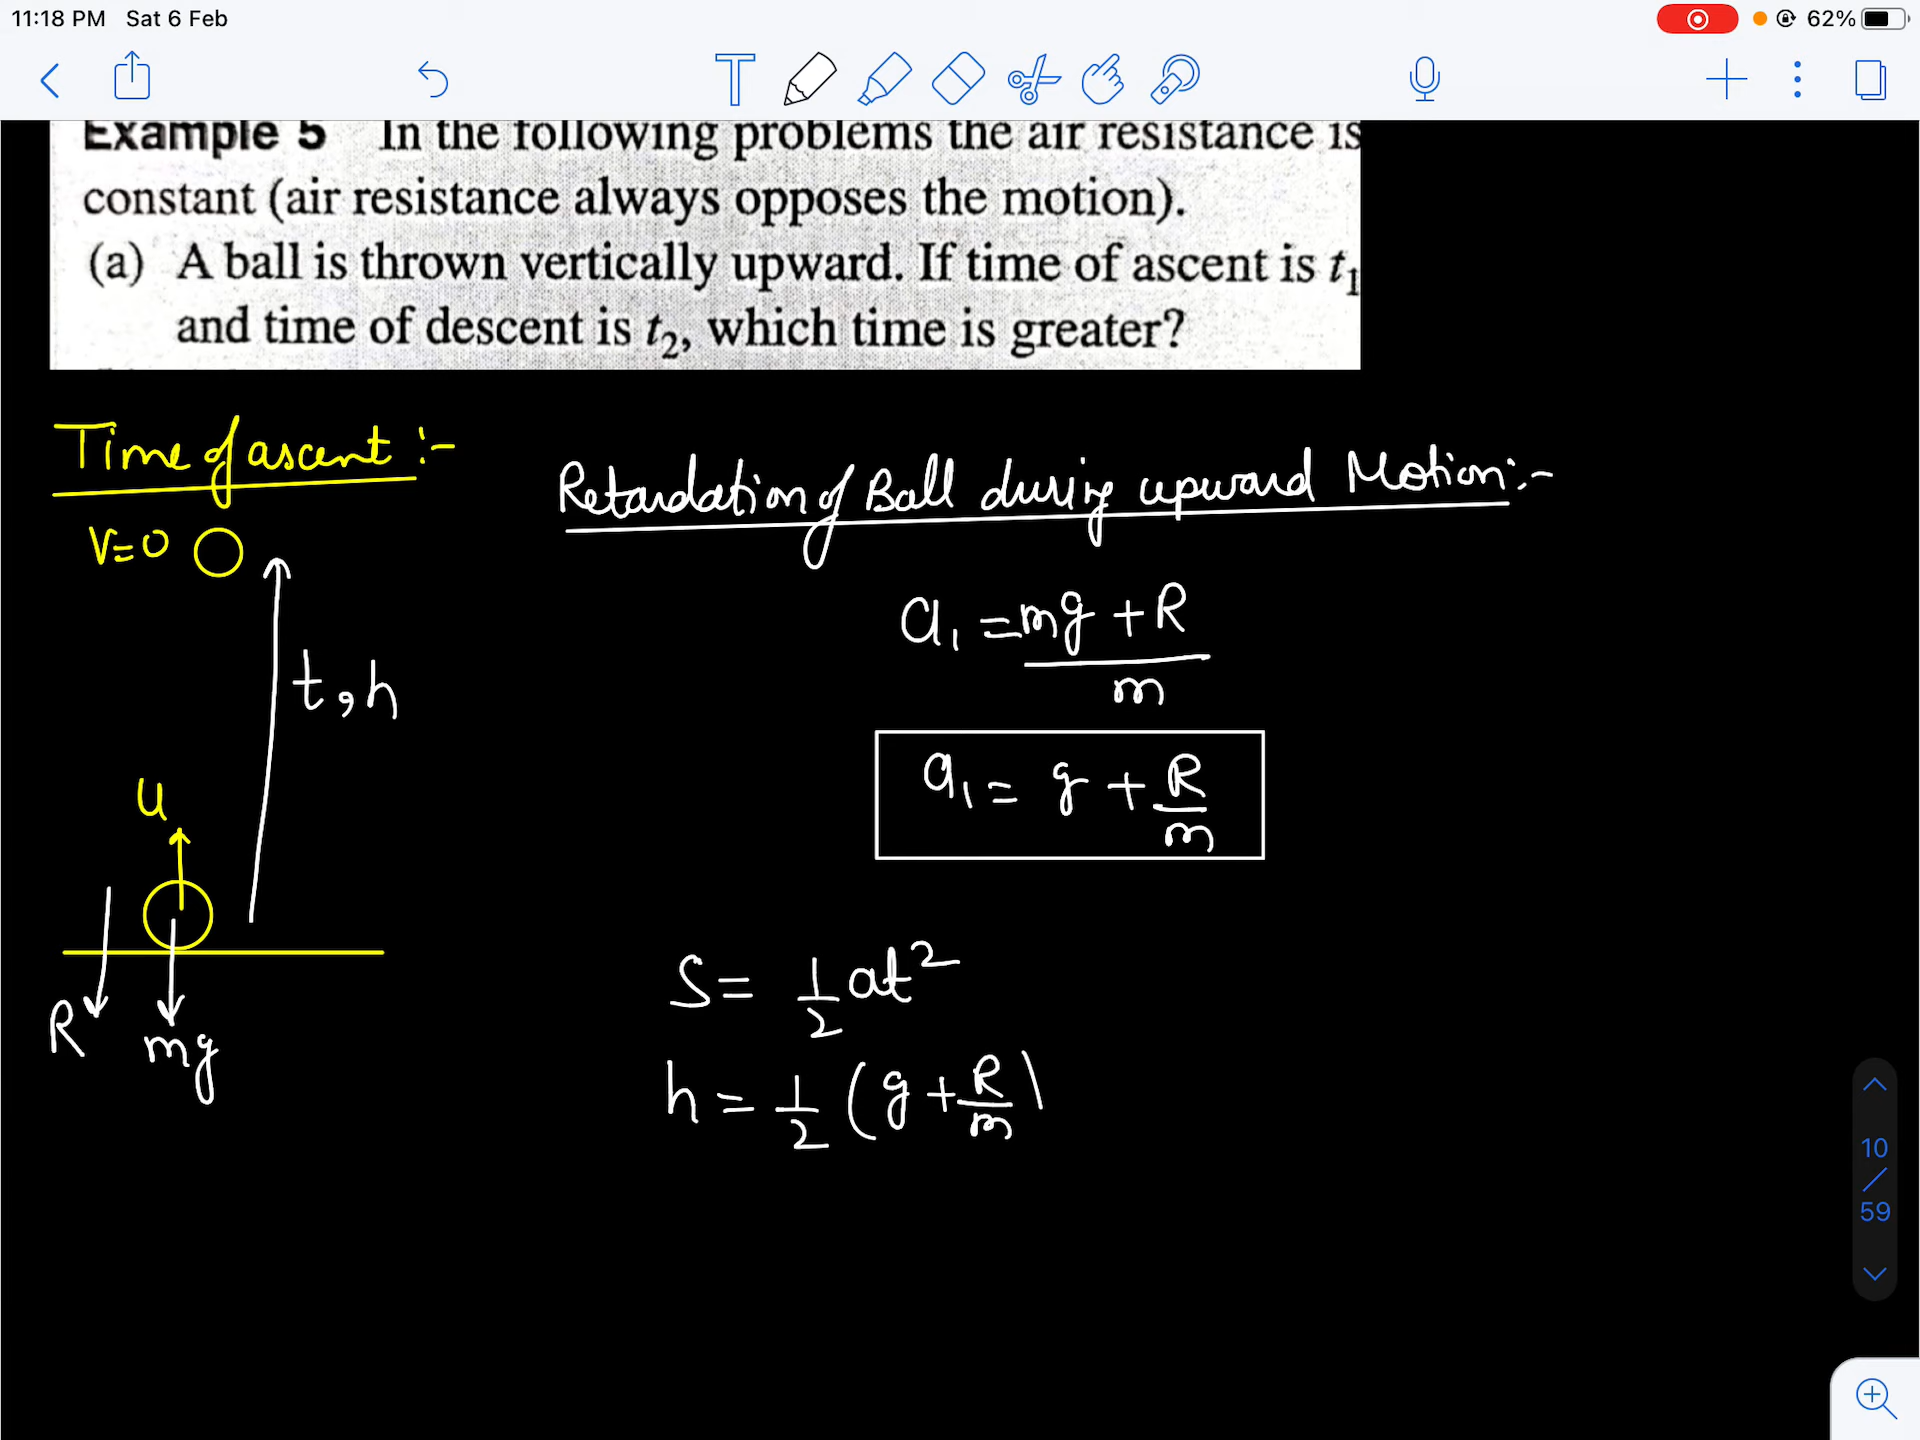 11:18 PM Sat 6 Feb
62%
T
Example 5 In the following problems the air resistance is
constant (air resistance always opposes the motion).
(a) A ball is thrown vertically upward. If time of ascent is t₁
and time of descent is t₂, which time is greater?
Time of ascent :-
Retardation of Ball during upward Motion :-
V=0
a₁ = mg + R
m
t, h
a₁ = g + R/m
u
S = 1/2 at²
R
mg
h = 1/2 (g + R/m)
10
/
59